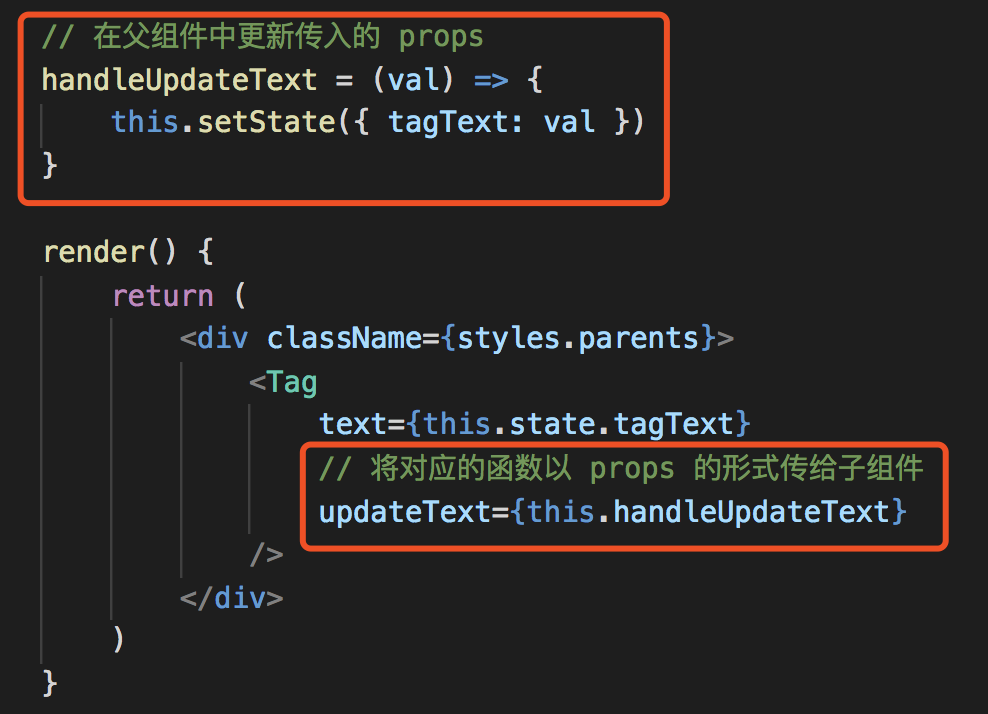 // 在父组件中更新传入的 props
handleUpdateText = (val) => {
this.setState({ tagText: val })
}
render() {
return (
<div className={styles.parents}>
<Tag
text={this.state.tagText}
// 将对应的函数以 props 的形式传给子组件
updateText={this.handleUpdateText}
/>
</div>
)
}